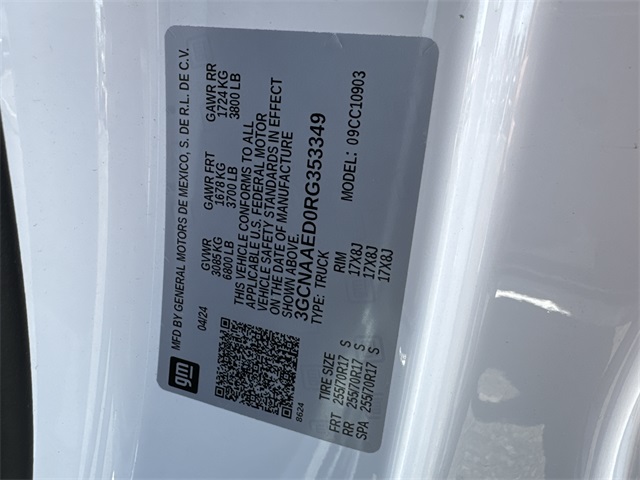 gm
MFD BY GENERAL MOTORS DE MEXICO, S. DE R.L. DE C.V.
04/24
GVWR GAWR FRT GAWR RR
3085 KG 1678 KG 1724 KG
6800 LB 3700 LB 3800 LB
THIS VEHICLE CONFORMS TO ALL
APPLICABLE U.S. FEDERAL MOTOR
VEHICLE SAFETY STANDARDS IN EFFECT
ON THE DATE OF MANUFACTURE
SHOWN ABOVE.
3GCNAAED0RG353349
TYPE: TRUCK MODEL: 09CC10903
8624
TIRE SIZE RIM
FRT 255/70R17 S 17X8J
RR 255/70R17 S 17X8J
SPA 255/70R17 S 17X8J